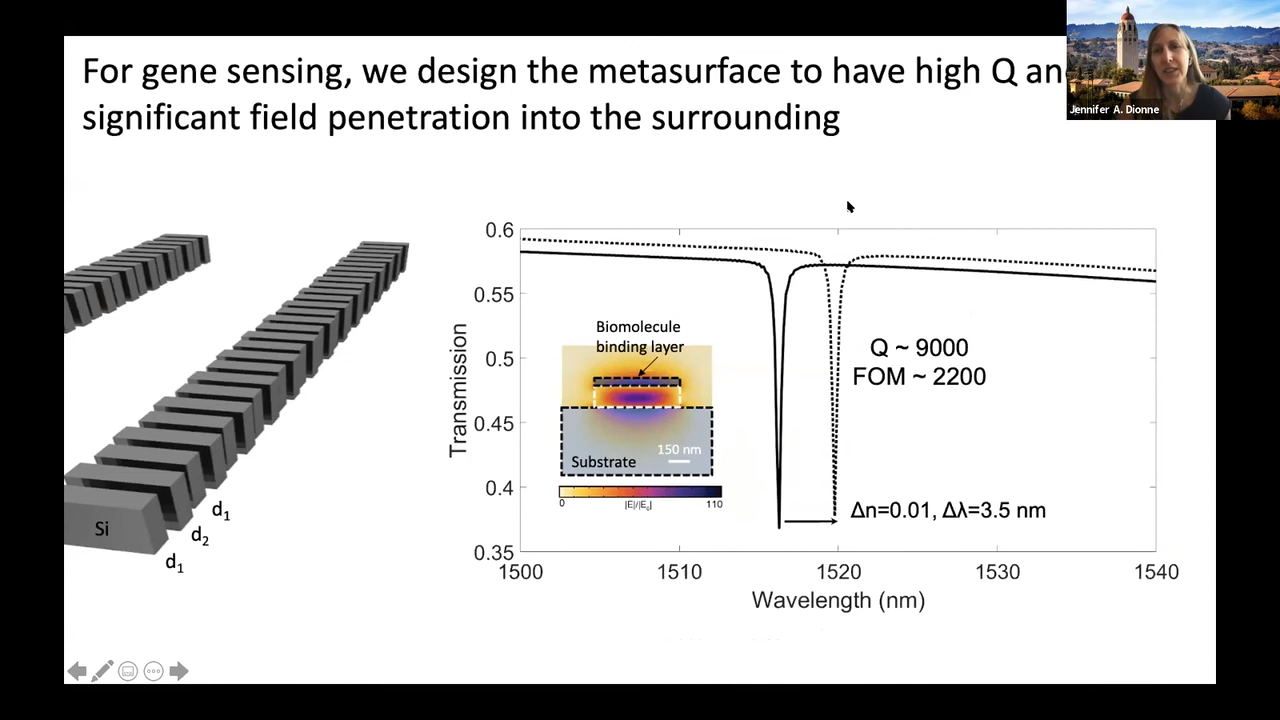 For gene sensing, we design the metasurface to have high Q an
significant field penetration into the surrounding
Jennifer A. Dionne
Si
d₁
d₂
d₁
Transmission
0.6
0.55
0.5
0.45
0.4
0.35
1500
1510
1520
1530
1540
Wavelength (nm)
Biomolecule
binding layer
150 nm
Substrate
0
|E|/|E₀|
110
Q ~ 9000
FOM ~ 2200
Δn=0.01, Δλ=3.5 nm